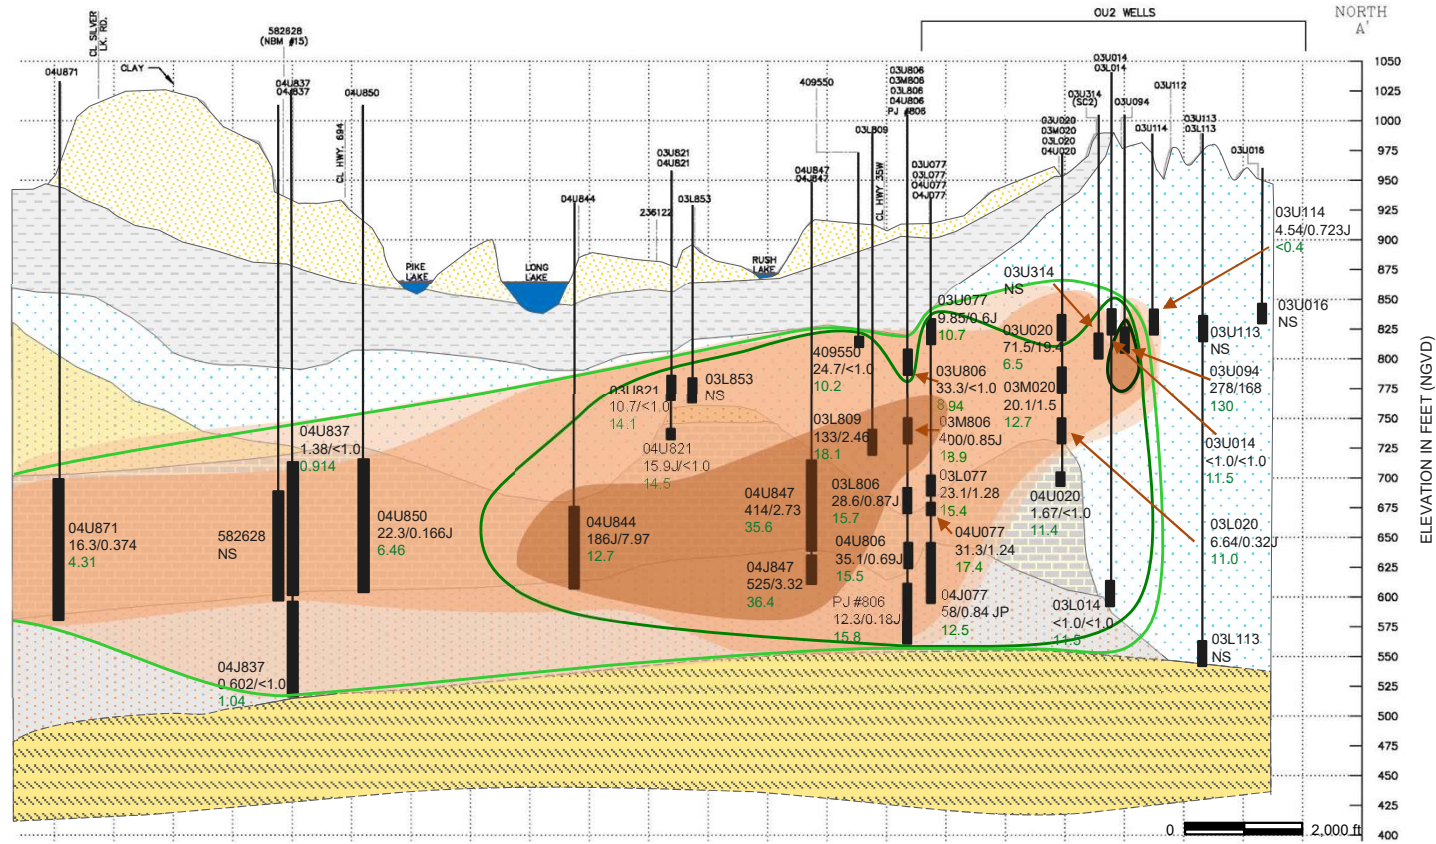 OU2 WELLS
NORTH
A'
CL SILVER
LK. RD.
582628
(NBM #15)
CLAY
04U871
04U837
04J837
04U850
CL HWY. 694
PIKE
LAKE
LONG
LAKE
04U844
236122
03U821
04U821
03L853
RUSH
LAKE
04U847
04J847
409550
03L809
CL HWY 35W
03U806
03M806
03L806
04U806
PJ #806
03U077
03L077
04U077
04J077
03U020
03M020
03L020
04U020
03U314
(SC2)
03U014
03L014
03U094
03U114
03U112
03U113
03L113
03U016
1050
1025
1000
975
950
925
900
875
850
825
800
775
750
725
700
675
650
625
600
575
550
525
500
475
450
425
400
ELEVATION IN FEET (NGVD)
03U114
4.54/0.723J
<0.4
03U314
NS
03U016
NS
03U077
9.85/0.6J
10.7
03U020
71.5/19.4
6.5
03U113
NS
409550
24.7/<1.0
10.2
03U806
33.3/<1.0
8.94
03U094
278/168
130
03U821
10.7/<1.0
14.1
03L853
NS
03M020
20.1/1.5
12.7
03L809
133/2.46
18.1
03M806
400/0.85J
18.9
03U014
<1.0/<1.0
11.5
04U837
1.38/<1.0
0.914
04U821
15.9J/<1.0
14.5
03L806
28.6/0.87J
15.7
03L077
23.1/1.28
15.4
04U020
1.67/<1.0
11.4
04U847
414/2.73
35.6
04U871
16.3/0.374
4.31
582628
NS
04U850
22.3/0.166J
6.46
04U844
186J/7.97
12.7
04U806
35.1/0.69J
15.5
04U077
31.3/1.24
17.4
03L020
6.64/0.32J
11.0
04J847
525/3.32
36.4
PJ #806
12.3/0.18J
15.8
04J077
58/0.84 JP
12.5
03L014
<1.0/<1.0
11.5
03L113
NS
04J837
0.602/<1.0
1.04
0
2,000 ft